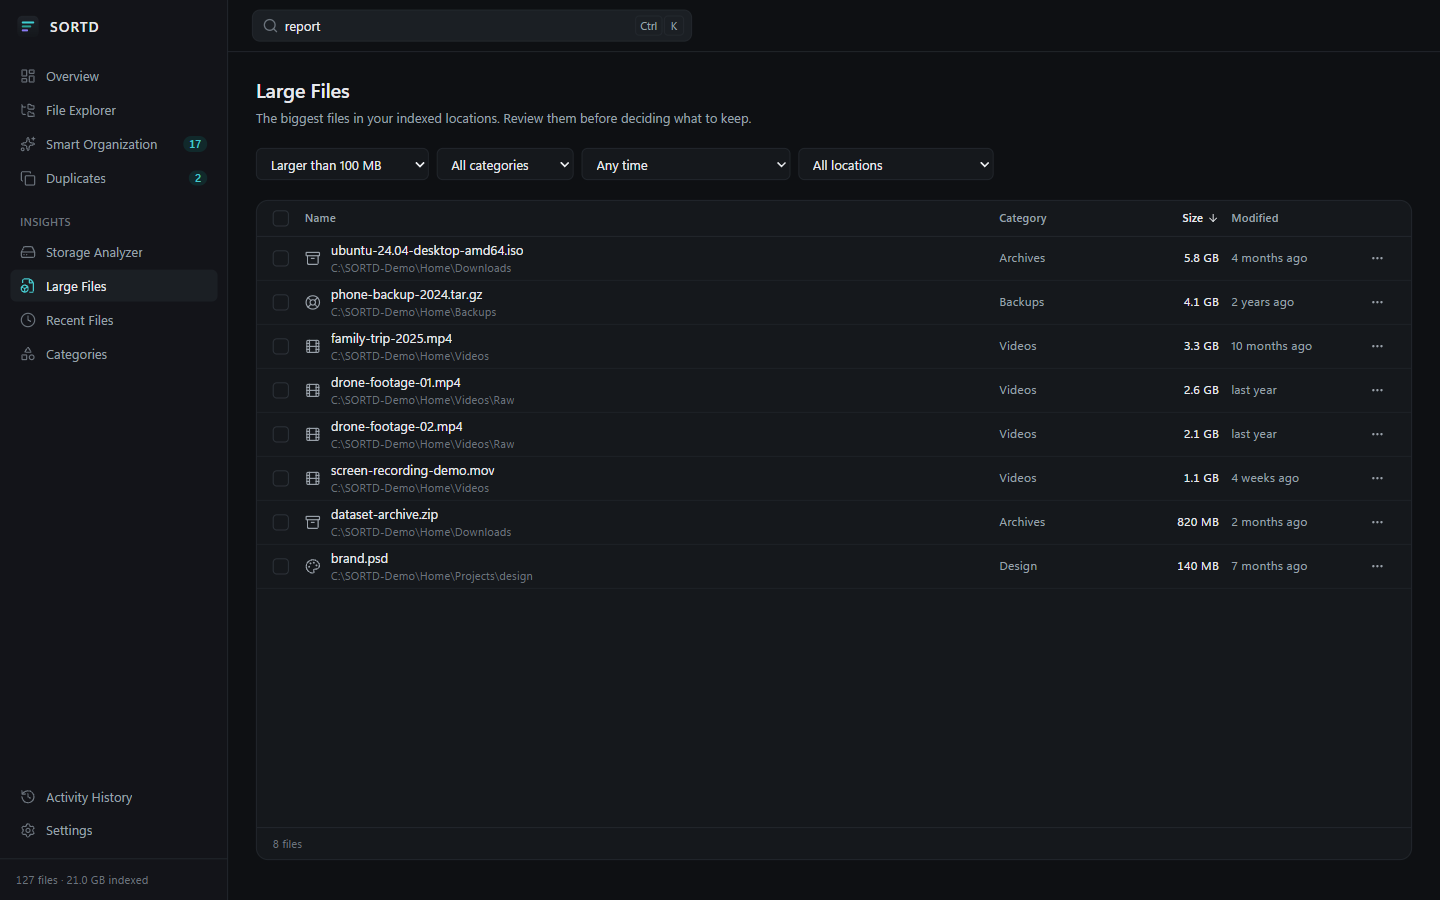 SORTD
report
Ctrl K
Overview
File Explorer
Smart Organization 17
Duplicates 2
INSIGHTS
Storage Analyzer
Large Files
Recent Files
Categories
Activity History
Settings
127 files · 21.0 GB indexed
Large Files
The biggest files in your indexed locations. Review them before deciding what to keep.
Larger than 100 MB All categories Any time All locations
Name Category Size ↓ Modified
ubuntu-24.04-desktop-amd64.iso
C:\SORTD-Demo\Home\Downloads
Archives 5.8 GB 4 months ago
phone-backup-2024.tar.gz
C:\SORTD-Demo\Home\Backups
Backups 4.1 GB 2 years ago
family-trip-2025.mp4
C:\SORTD-Demo\Home\Videos
Videos 3.3 GB 10 months ago
drone-footage-01.mp4
C:\SORTD-Demo\Home\Videos\Raw
Videos 2.6 GB last year
drone-footage-02.mp4
C:\SORTD-Demo\Home\Videos\Raw
Videos 2.1 GB last year
screen-recording-demo.mov
C:\SORTD-Demo\Home\Videos
Videos 1.1 GB 4 weeks ago
dataset-archive.zip
C:\SORTD-Demo\Home\Downloads
Archives 820 MB 2 months ago
brand.psd
C:\SORTD-Demo\Home\Projects\design
Design 140 MB 7 months ago
8 files